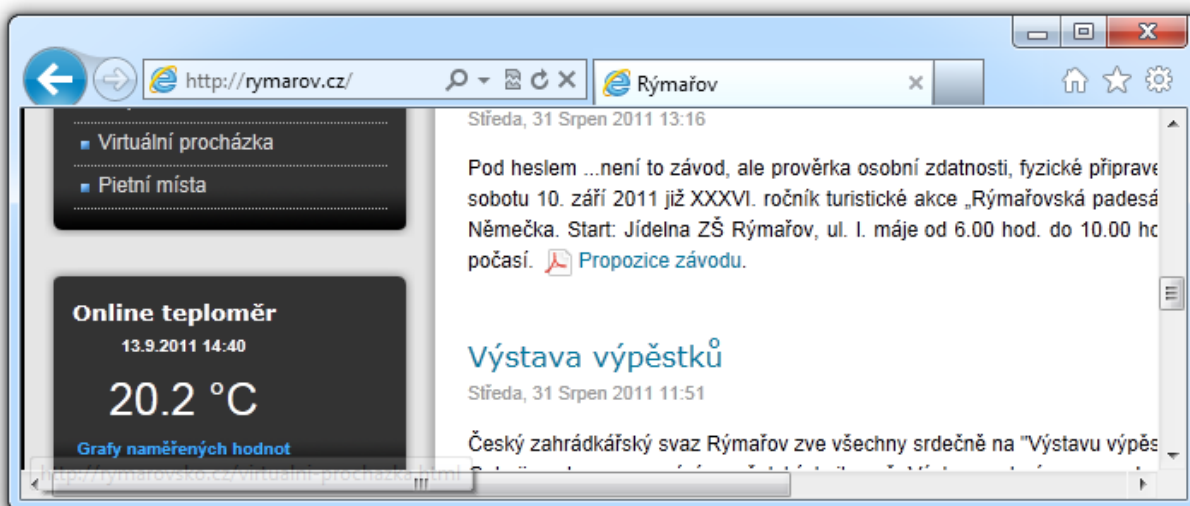 http://rymarov.cz/
Rýmařov
Virtuální procházka
Pietní místa
Online teploměr
13.9.2011 14:40
20.2 °C
Grafy naměřených hodnot
http://rymarovsko.cz/virtualni-prochazka.html
Středa, 31 Srpen 2011 13:16
Pod heslem ...není to závod, ale prověrka osobní zdatnosti, fyzické připrave
sobotu 10. září 2011 již XXXVI. ročník turistické akce „Rýmařovská padesá
Německa. Start: Jídelna ZŠ Rýmařov, ul. I. máje od 6.00 hod. do 10.00 ho
počasí. Propozice závodu.
Výstava výpěstků
Středa, 31 Srpen 2011 11:51
Český zahrádkářský svaz Rýmařov zve všechny srdečně na "Výstavu výpěs